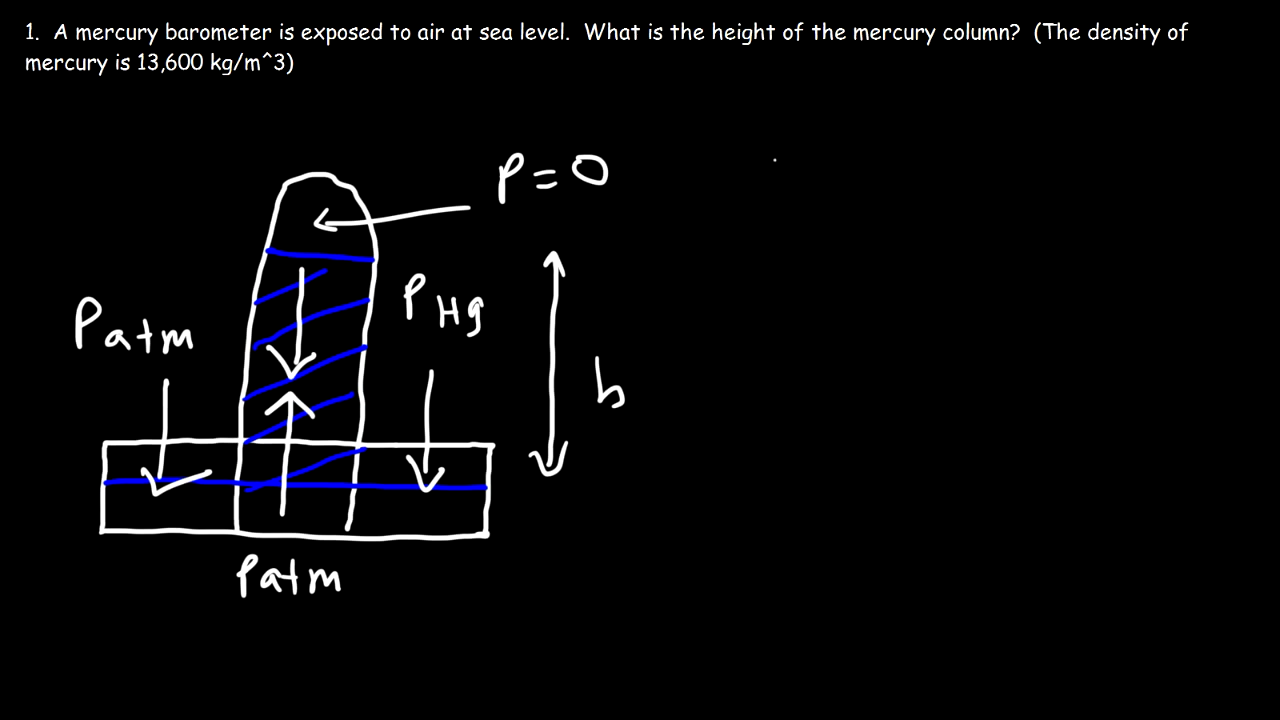 1. A mercury barometer is exposed to air at sea level. What is the height of the mercury column? (The density of
mercury is 13,600 kg/m^3)
P = 0
P Hg
Patm
h
Patm